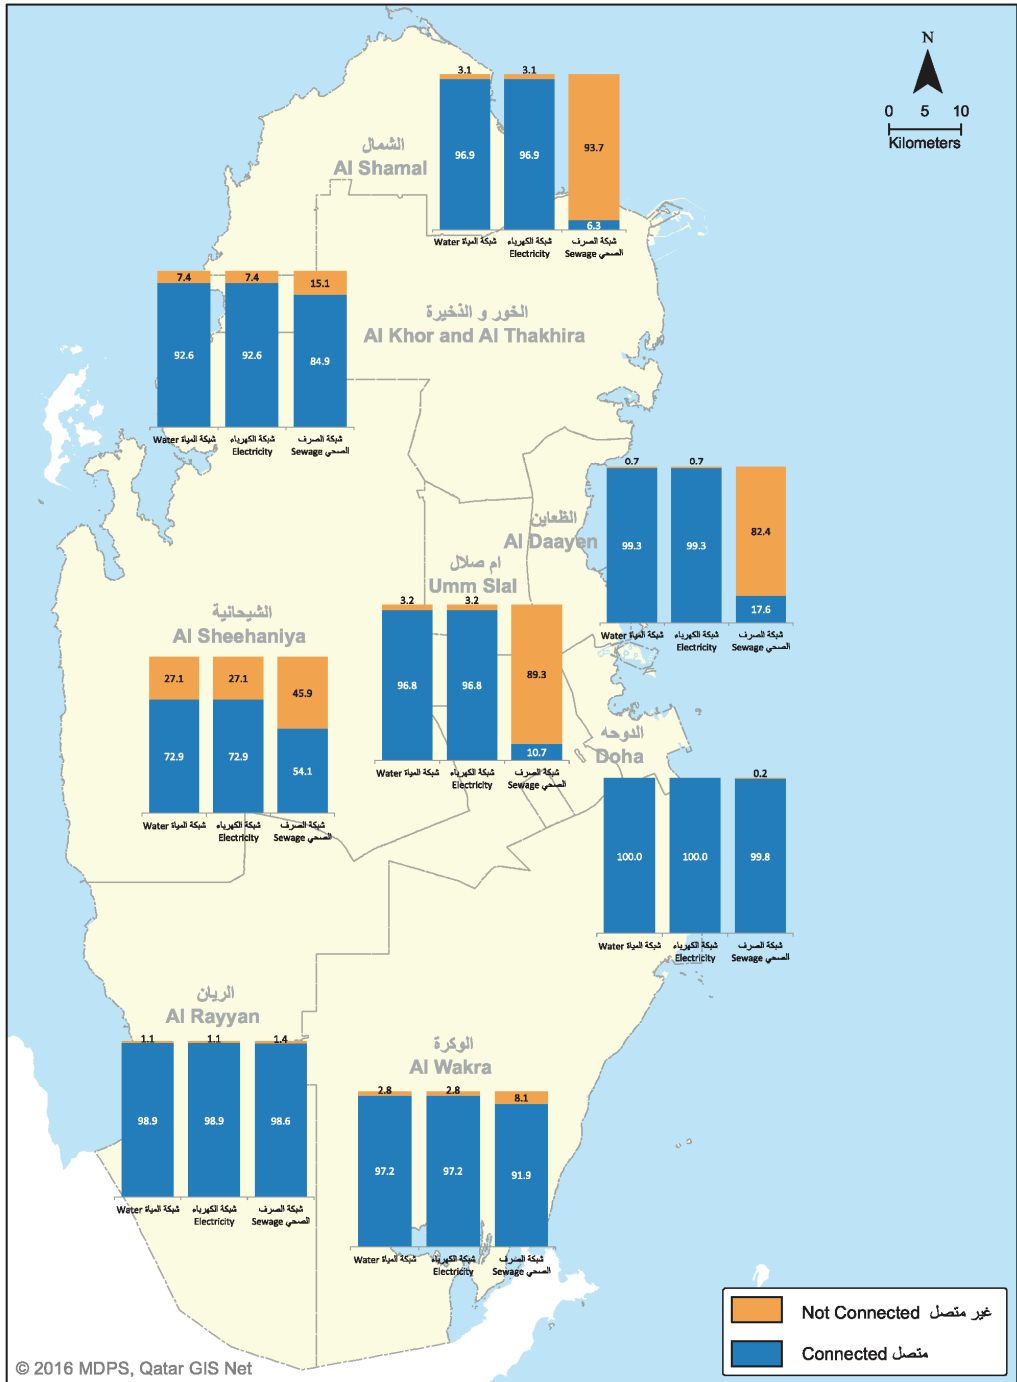 N
0 5 10
Kilometers
3.1 3.1
93.7
96.9 96.9
6.3
الشمال
Al Shamal
Water شبكة المياة
شبكة الكهرباء
Electricity
شبكة الصرف
Sewage الصحي
7.4 7.4 15.1
92.6 92.6 84.9
Water شبكة المياة
شبكة الكهرباء
Electricity
شبكة الصرف
Sewage الصحي
الخور و الذخيرة
Al Khor and Al Thakhira
0.7 0.7
82.4
99.3 99.3
17.6
Water شبكة المياة
شبكة الكهرباء
Electricity
شبكة الصرف
Sewage الصحي
الظعاين
Al Daayen
ام صلال
Umm Slal
3.2 3.2
89.3
96.8 96.8
10.7
Water شبكة المياة
شبكة الكهرباء
Electricity
شبكة الصرف
Sewage الصحي
الشيحانية
Al Sheehaniya
27.1 27.1 45.9
72.9 72.9 54.1
Water شبكة المياة
شبكة الكهرباء
Electricity
شبكة الصرف
Sewage الصحي
الدوحه
Doha
0.2
100.0 100.0 99.8
Water شبكة المياة
شبكة الكهرباء
Electricity
شبكة الصرف
Sewage الصحي
الريان
Al Rayyan
1.1 1.1 1.4
98.9 98.9 98.6
Water شبكة المياة
شبكة الكهرباء
Electricity
شبكة الصرف
Sewage الصحي
الوكرة
Al Wakra
2.8 2.8 8.1
97.2 97.2 91.9
Water شبكة المياة
شبكة الكهرباء
Electricity
شبكة الصرف
Sewage الصحي
Not Connected غير متصل
Connected متصل
© 2016 MDPS, Qatar GIS Net